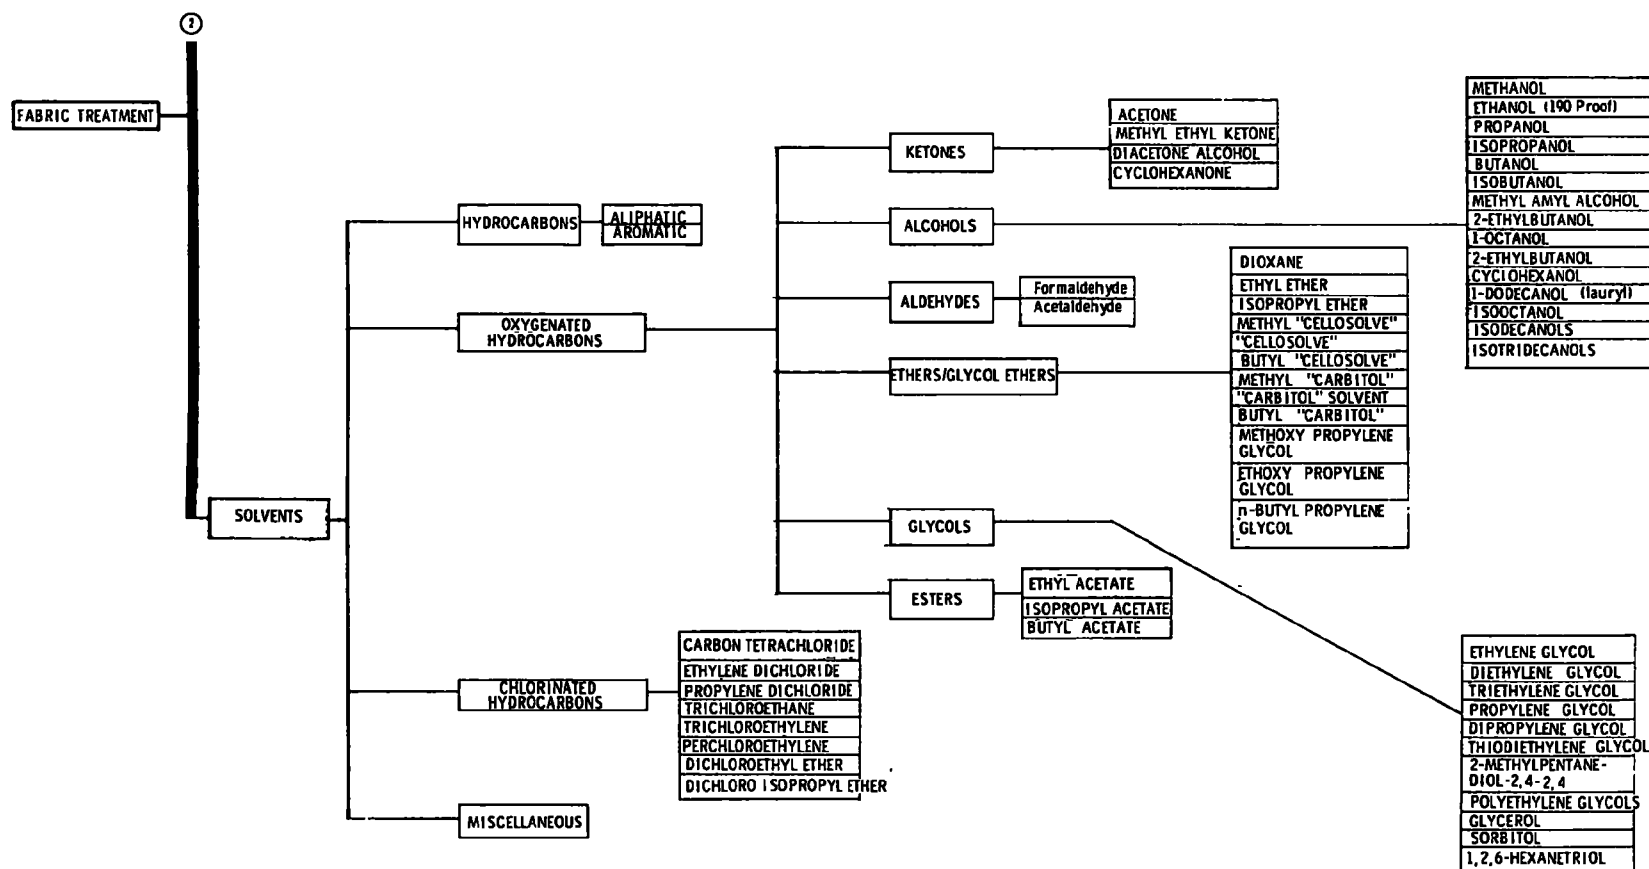 2
FABRIC TREATMENT
SOLVENTS
HYDROCARBONS
ALIPHATIC
AROMATIC
OXYGENATED
HYDROCARBONS
CHLORINATED
HYDROCARBONS
MISCELLANEOUS
KETONES
ACETONE
METHYL ETHYL KETONE
DIACETONE ALCOHOL
CYCLOHEXANONE
ALCOHOLS
METHANOL
ETHANOL (190 Proof)
PROPANOL
ISOPROPANOL
BUTANOL
ISOBUTANOL
METHYL AMYL ALCOHOL
2-ETHYLBUTANOL
1-OCTANOL
2-ETHYLBUTANOL
CYCLOHEXANOL
1-DODECANOL (lauryl)
ISOOCTANOL
ISODECANOLS
ISOTRIDECANOLS
ALDEHYDES
Formaldehyde
Acetaldehyde
ETHERS/GLYCOL ETHERS
DIOXANE
ETHYL ETHER
ISOPROPYL ETHER
METHYL "CELLOSOLVE"
"CELLOSOLVE"
BUTYL "CELLOSOLVE"
METHYL "CARBITOL"
"CARBITOL" SOLVENT
BUTYL "CARBITOL"
METHOXY PROPYLENE
GLYCOL
ETHOXY PROPYLENE
GLYCOL
n-BUTYL PROPYLENE
GLYCOL
GLYCOLS
ETHYLENE GLYCOL
DIETHYLENE GLYCOL
TRIETHYLENE GLYCOL
PROPYLENE GLYCOL
DIPROPYLENE GLYCOL
THIODIETHYLENE GLYCOL
2-METHYLPENTANE-
DIOL-2,4-2,4
POLYETHYLENE GLYCOLS
GLYCEROL
SORBITOL
1,2,6-HEXANETRIOL
ESTERS
ETHYL ACETATE
ISOPROPYL ACETATE
BUTYL ACETATE
CARBON TETRACHLORIDE
ETHYLENE DICHLORIDE
PROPYLENE DICHLORIDE
TRICHLOROETHANE
TRICHLOROETHYLENE
PERCHLOROETHYLENE
DICHLOROETHYL ETHER
DICHLORO ISOPROPYL ETHER